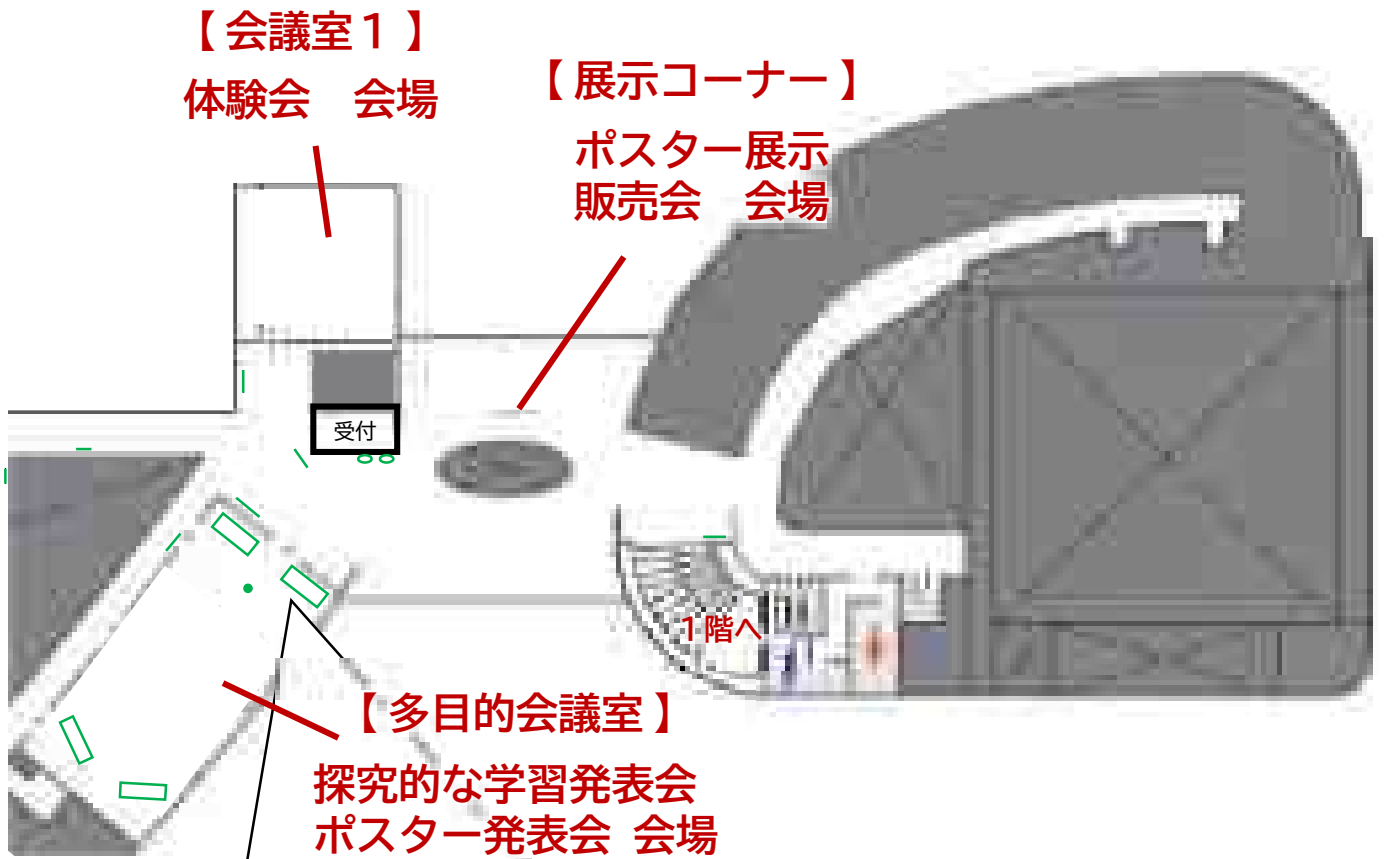 【 会議室１ 】
体験会　会場
【 展示コーナー 】
ポスター展示
販売会　会場
受付
１階へ
【 多目的会議室 】
探究的な学習発表会
ポスター発表会 会場